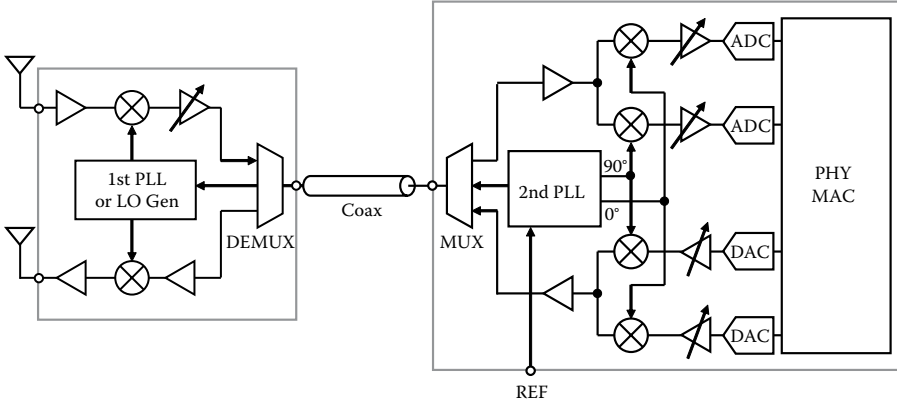 1st PLL
or LO Gen
DEMUX
Coax
MUX
2nd PLL
90°
0°
REF
ADC
ADC
DAC
DAC
PHY
MAC